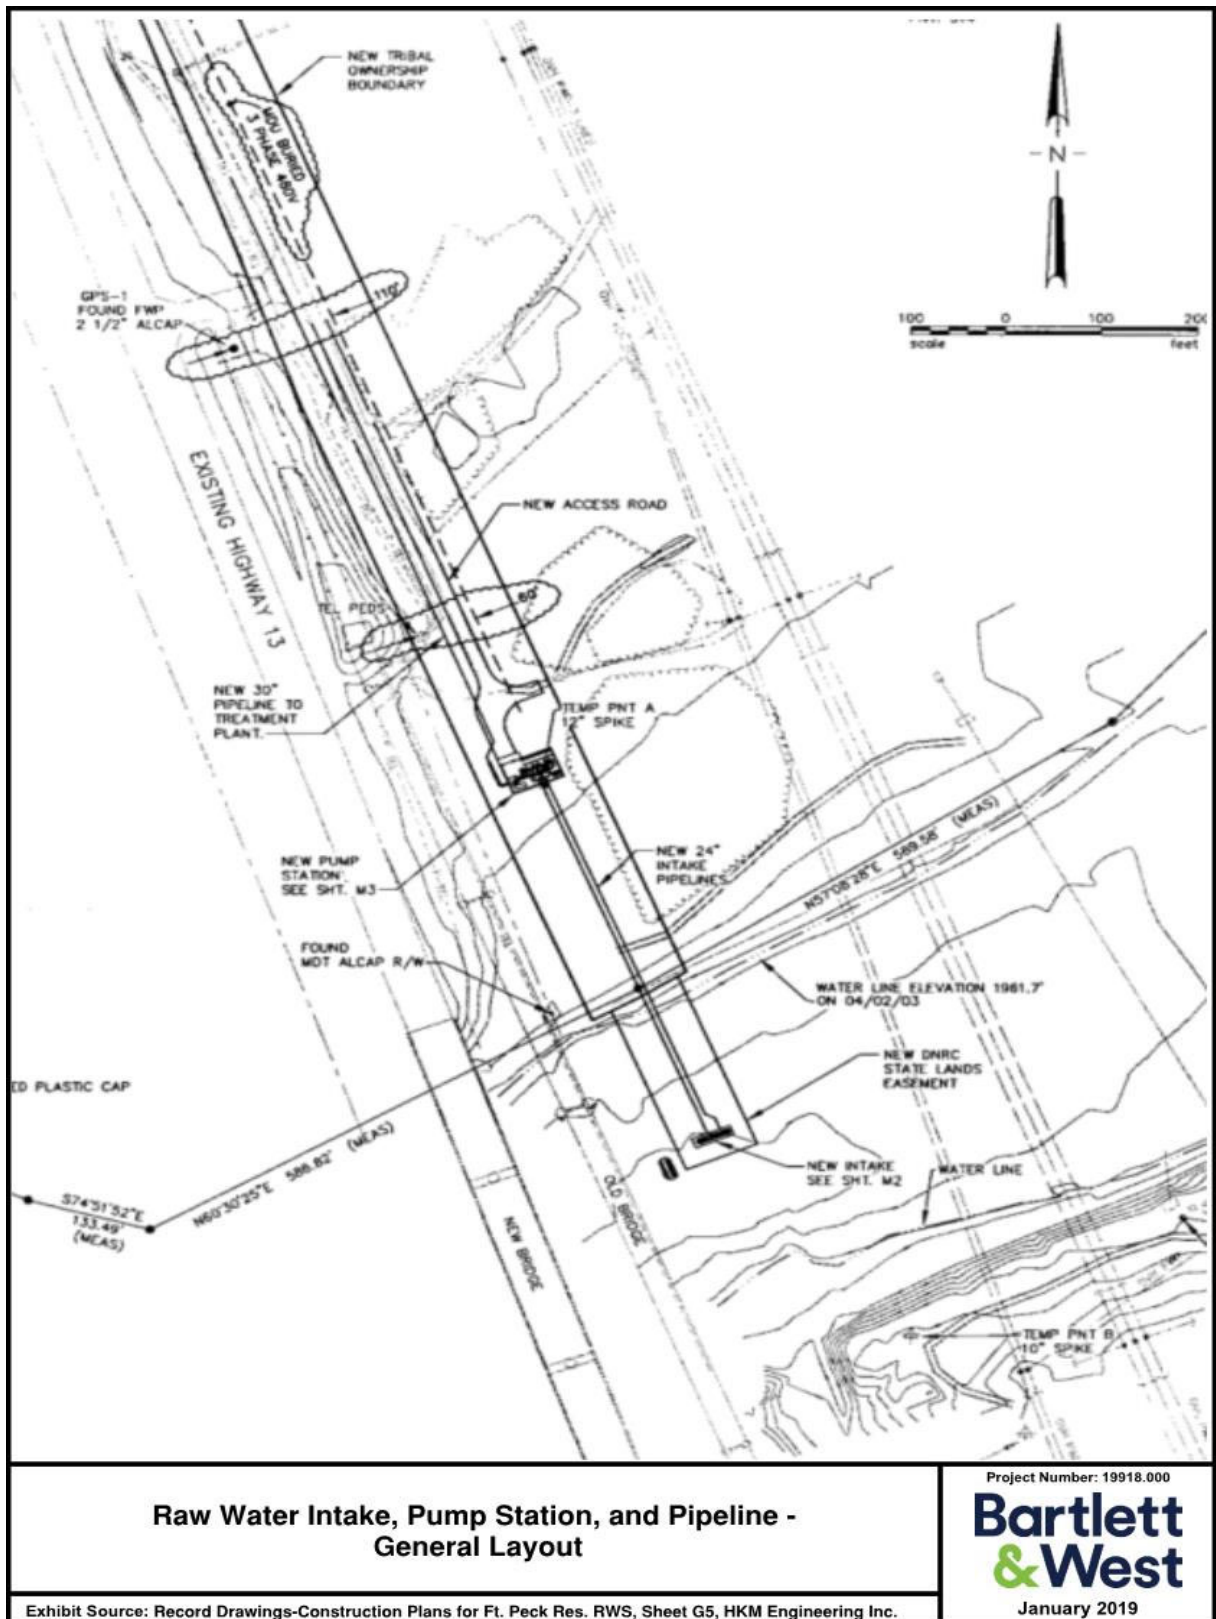 NEW TRIBAL
OWNERSHIP
BOUNDARY
MDU BURIED
3 PHASE 480V
N
100 0 100 200
scale feet
110'
GPS-1
FOUND FWP
2 1/2" ALCAP
EXISTING HIGHWAY 13
NEW ACCESS ROAD
TEL PEDS
60'
NEW 30"
PIPELINE TO
TREATMENT
PLANT.
TEMP PNT A
12" SPIKE
NEW PUMP
STATION
SEE SHT. M3
NEW 24"
INTAKE
PIPELINES
N57°08'28"E 589.58' (MEAS)
FOUND
MDT ALCAP R/W
WATER LINE ELEVATION 1981.7'
ON 04/02/03
NEW DNRC
STATE LANDS
EASEMENT
ED PLASTIC CAP
N60°30'25"E 586.82' (MEAS)
S74°51'52"E
133.49'
(MEAS)
NEW INTAKE
SEE SHT. M2
WATER LINE
OLD BRIDGE
NEW BRIDGE
TEMP PNT B
10" SPIKE
Raw Water Intake, Pump Station, and Pipeline -
General Layout
Project Number: 19918.000
Bartlett
&West
January 2019
Exhibit Source: Record Drawings-Construction Plans for Ft. Peck Res. RWS, Sheet G5, HKM Engineering Inc.